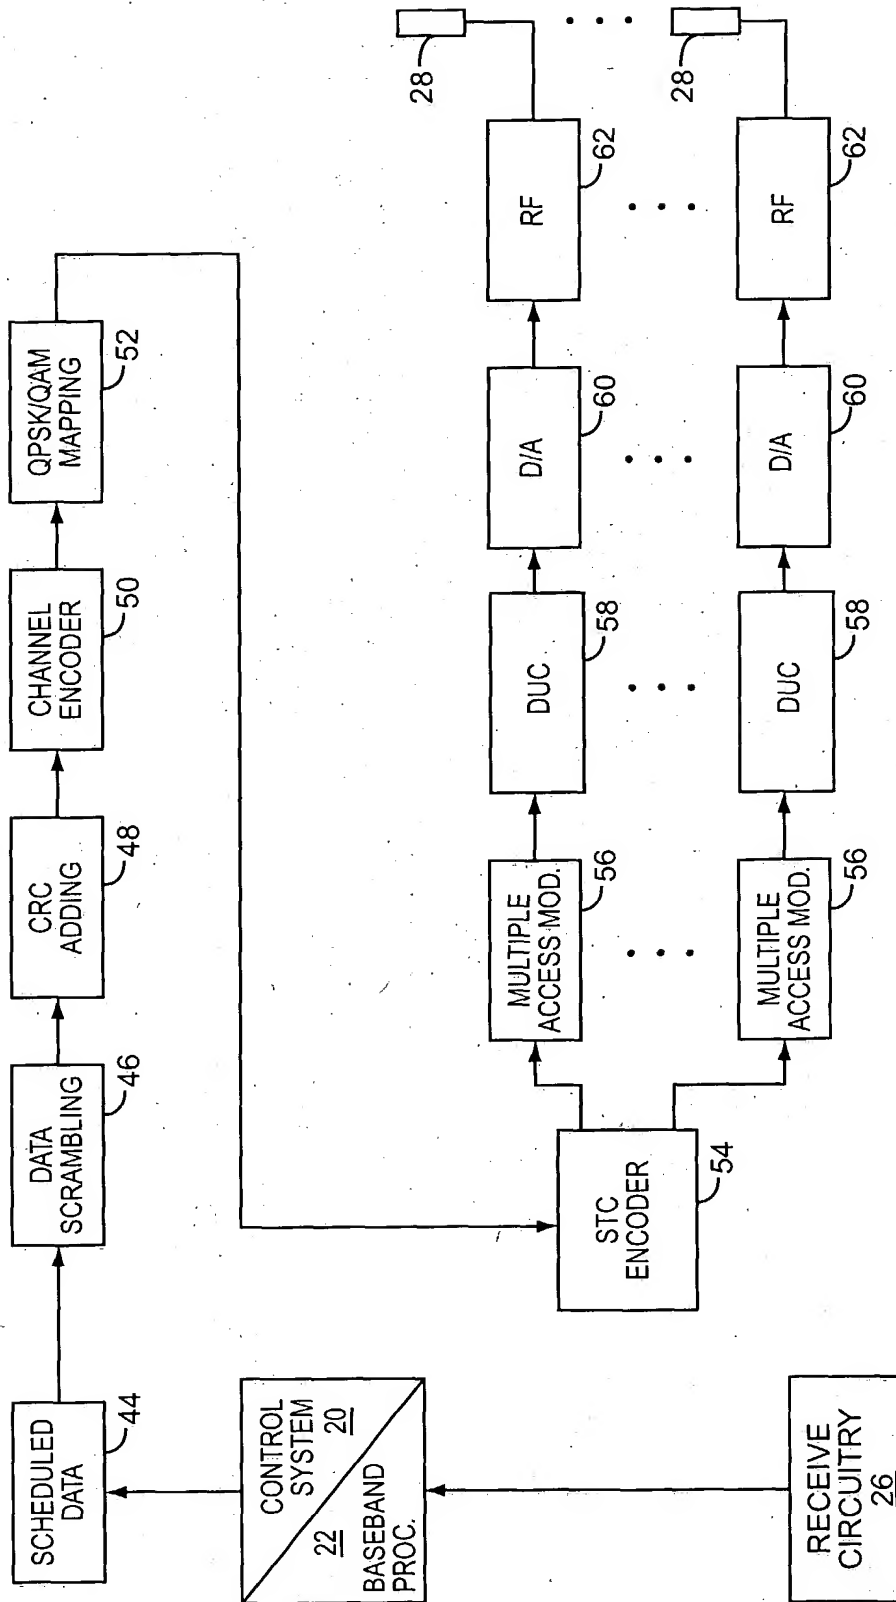 SCHEDULED
DATA
44
DATA
SCRAMBLING
46
CRC
ADDING
48
CHANNEL
ENCODER
50
QPSK/QAM
MAPPING
52
CONTROL
SYSTEM
20
22
BASEBAND
PROC.
RECEIVE
CIRCUITRY
26
STC
ENCODER
54
MULTIPLE
ACCESS MOD.
56
DUC
58
D/A
60
RF
62
28
MULTIPLE
ACCESS MOD.
56
DUC
58
D/A
60
RF
62
28